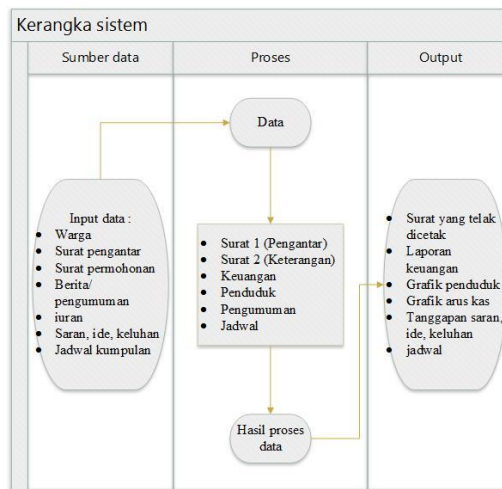 Kerangka sistem
Sumber data
Proses
Output
Input data :
Warga
Surat pengantar
Surat permohonan
Berita/
pengumuman
iuran
Saran, ide, keluhan
Jadwal kumpulan
Data
Surat 1 (Pengantar)
Surat 2 (Keterangan)
Keuangan
Penduduk
Pengumuman
Jadwal
Hasil proses
data
Surat yang telak
dicetak
Laporan
keuangan
Grafik penduduk
Grafik arus kas
Tanggapan saran,
ide, keluhan
jadwal